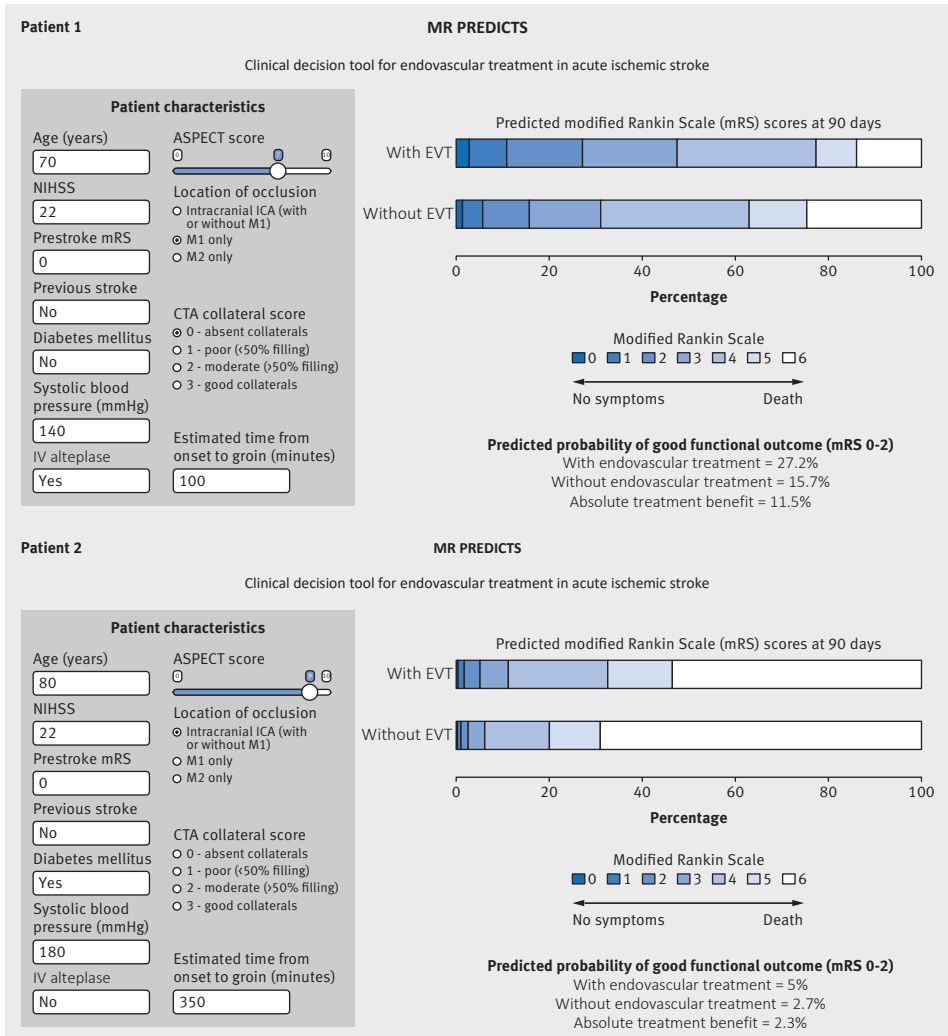 Patient 1
MR PREDICTS
Clinical decision tool for endovascular treatment in acute ischemic stroke
Patient characteristics
Age (years)
70
NIHSS
22
Prestroke mRS
0
Previous stroke
No
Diabetes mellitus
No
Systolic blood
pressure (mmHg)
140
IV alteplase
Yes
ASPECT score
0 7 10
Location of occlusion
Intracranial ICA (with
or without M1)
M1 only
M2 only
CTA collateral score
0 - absent collaterals
1 - poor (<50% filling)
2 - moderate (>50% filling)
3 - good collaterals
Estimated time from
onset to groin (minutes)
100
Predicted modified Rankin Scale (mRS) scores at 90 days
With EVT
Without EVT
0 20 40 60 80 100
Percentage
Modified Rankin Scale
0 1 2 3 4 5 6
No symptoms Death
Predicted probability of good functional outcome (mRS 0-2)
With endovascular treatment = 27.2%
Without endovascular treatment = 15.7%
Absolute treatment benefit = 11.5%
Patient 2
MR PREDICTS
Clinical decision tool for endovascular treatment in acute ischemic stroke
Patient characteristics
Age (years)
80
NIHSS
22
Prestroke mRS
0
Previous stroke
No
Diabetes mellitus
Yes
Systolic blood
pressure (mmHg)
180
IV alteplase
No
ASPECT score
0 9 10
Location of occlusion
Intracranial ICA (with
or without M1)
M1 only
M2 only
CTA collateral score
0 - absent collaterals
1 - poor (<50% filling)
2 - moderate (>50% filling)
3 - good collaterals
Estimated time from
onset to groin (minutes)
350
Predicted modified Rankin Scale (mRS) scores at 90 days
With EVT
Without EVT
0 20 40 60 80 100
Percentage
Modified Rankin Scale
0 1 2 3 4 5 6
No symptoms Death
Predicted probability of good functional outcome (mRS 0-2)
With endovascular treatment = 5%
Without endovascular treatment = 2.7%
Absolute treatment benefit = 2.3%